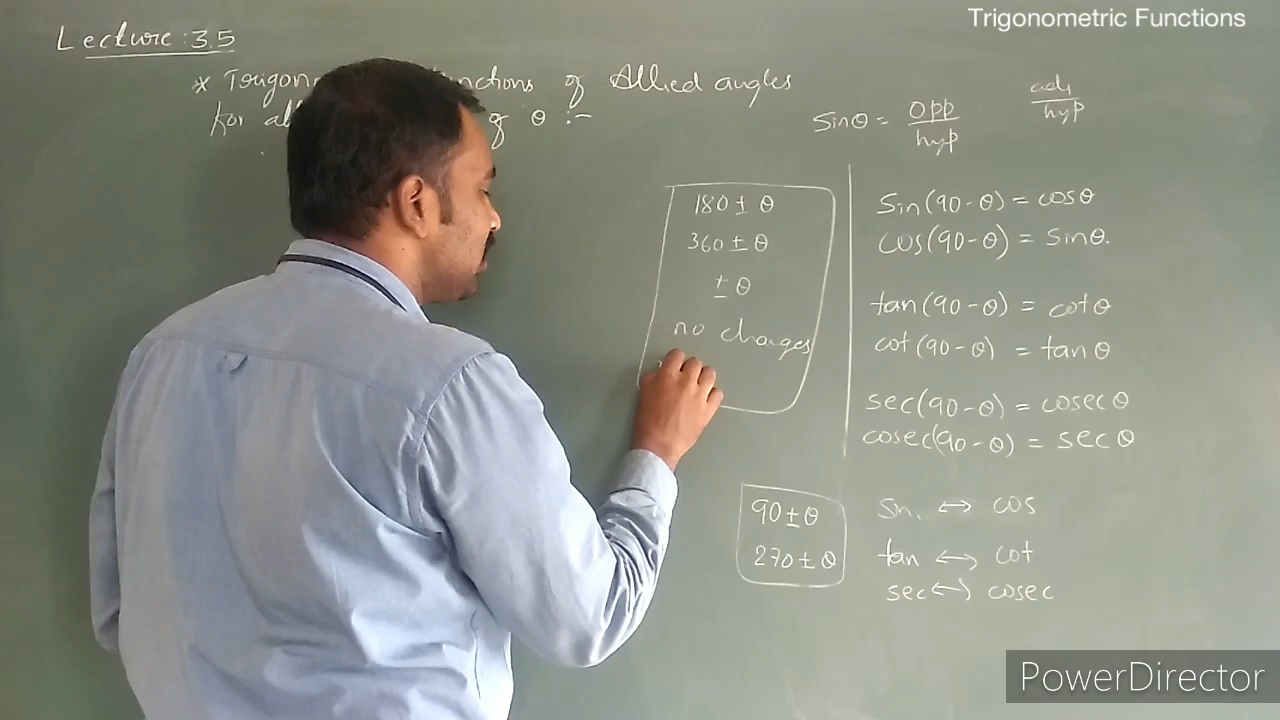 Trigonometric Functions
Lecture: 3.5
* Trigon nctions of Allied angles
for al of θ :-
sinθ = opp/hyp
adj/hyp
180 ± θ
360 ± θ
± θ
no changes
sin(90-θ) = cosθ
cos(90-θ) = sinθ.
tan(90-θ) = cotθ
cot(90-θ) = tanθ
sec(90-θ) = cosecθ
cosec(90-θ) = secθ
90±θ
270±θ
sin. ↔ cos
tan ↔ cot
sec ↔ cosec
PowerDirector